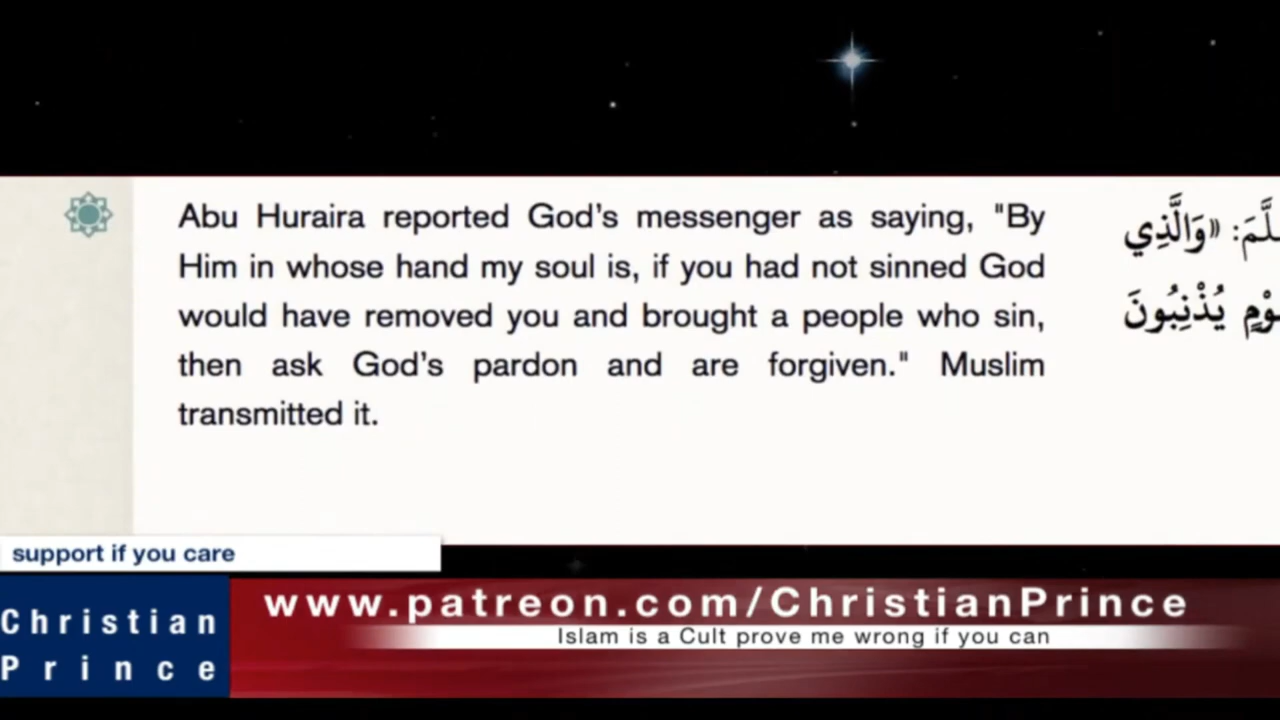 Abu Huraira reported God's messenger as saying, "By
Him in whose hand my soul is, if you had not sinned God
would have removed you and brought a people who sin,
then ask God's pardon and are forgiven." Muslim
transmitted it.
لَّمَ: «وَالَّذِي
يُذْنِبُونَ
support if you care
Christian
Prince
www.patreon.com/ChristianPrince
Islam is a Cult prove me wrong if you can